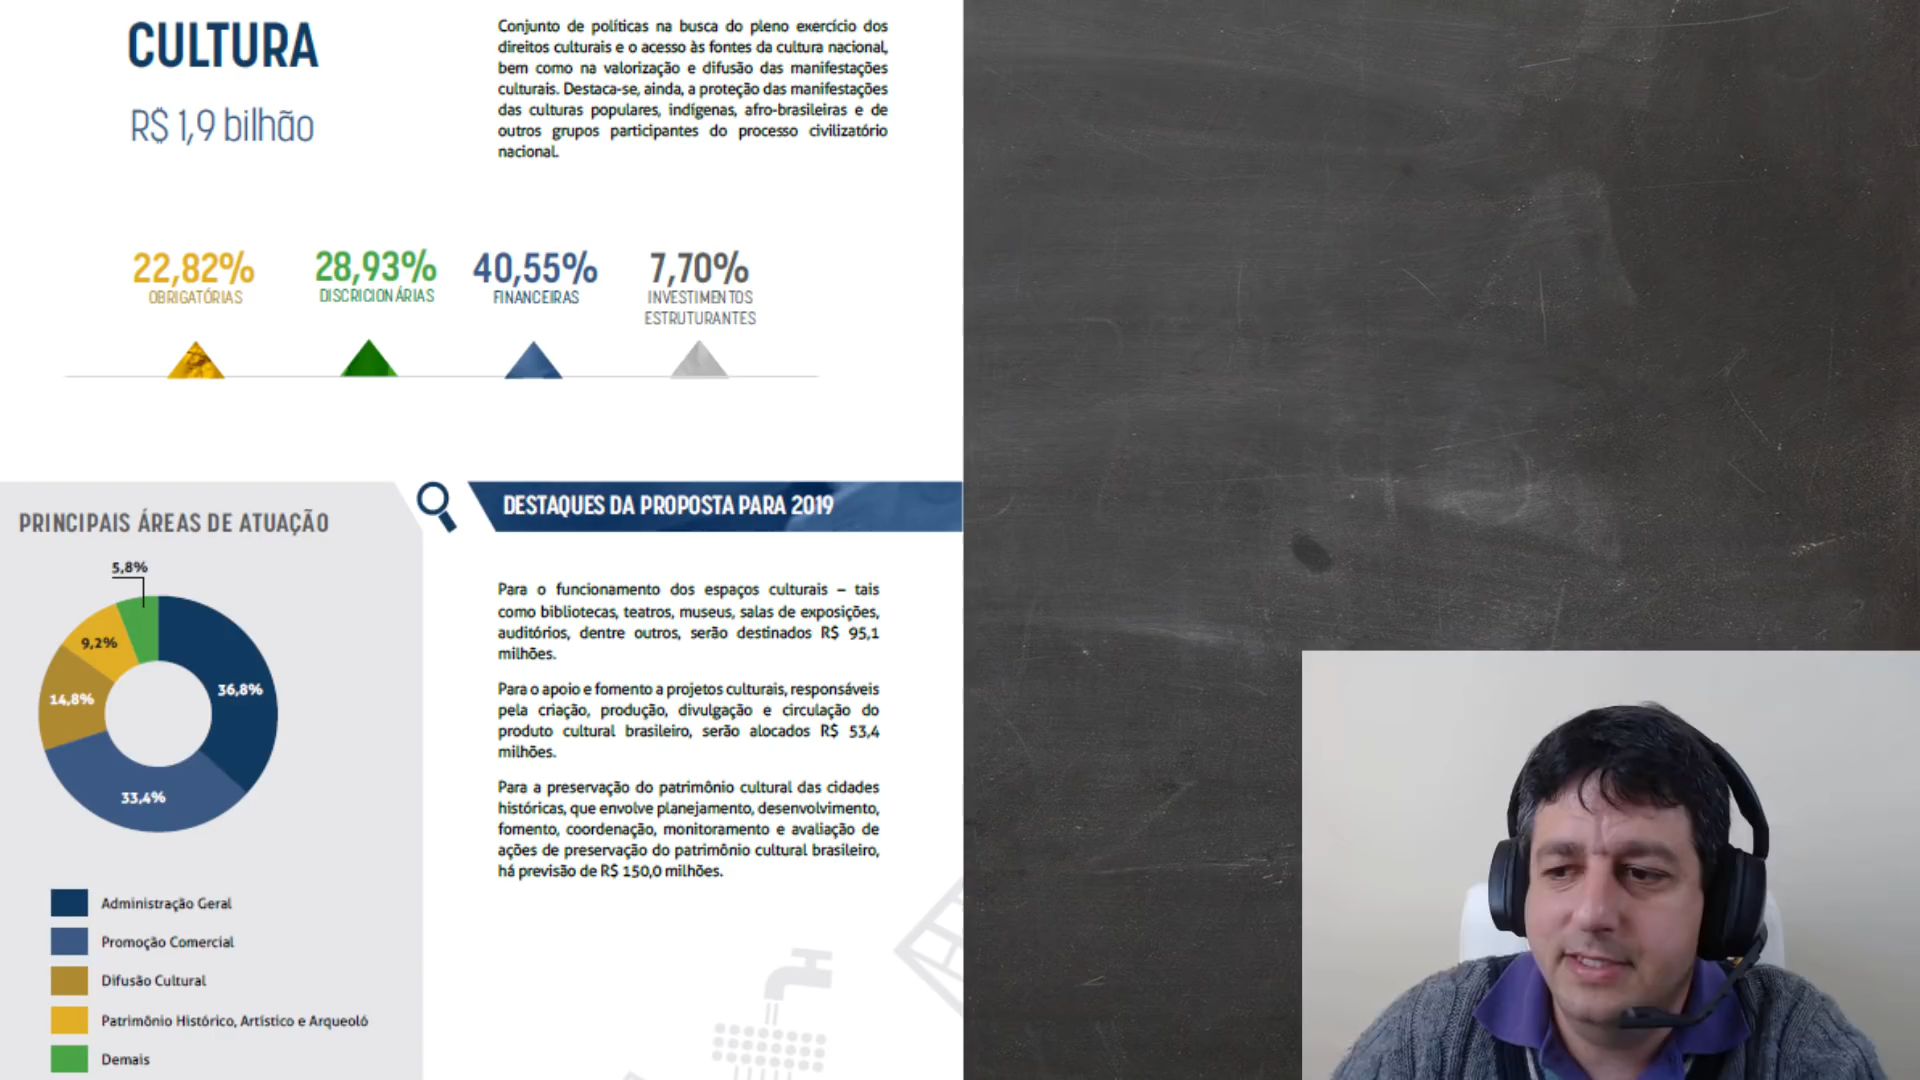 CULTURA
R$ 1,9 bilhão
Conjunto de políticas na busca do pleno exercício dos
direitos culturais e o acesso às fontes da cultura nacional,
bem como na valorização e difusão das manifestações
culturais. Destaca-se, ainda, a proteção das manifestações
das culturas populares, indígenas, afro-brasileiras e de
outros grupos participantes do processo civilizatório
nacional.
22,82%
OBRIGATÓRIAS
28,93%
DISCRICIONÁRIAS
40,55%
FINANCEIRAS
7,70%
INVESTIMENTOS
ESTRUTURANTES
PRINCIPAIS ÁREAS DE ATUAÇÃO
5,8%
9,2%
14,8%
36,8%
33,4%
Administração Geral
Promoção Comercial
Difusão Cultural
Patrimônio Histórico, Artístico e Arqueoló
Demais
DESTAQUES DA PROPOSTA PARA 2019
Para o funcionamento dos espaços culturais – tais
como bibliotecas, teatros, museus, salas de exposições,
auditórios, dentre outros, serão destinados R$ 95,1
milhões.
Para o apoio e fomento a projetos culturais, responsáveis
pela criação, produção, divulgação e circulação do
produto cultural brasileiro, serão alocados R$ 53,4
milhões.
Para a preservação do patrimônio cultural das cidades
históricas, que envolve planejamento, desenvolvimento,
fomento, coordenação, monitoramento e avaliação de
ações de preservação do patrimônio cultural brasileiro,
há previsão de R$ 150,0 milhões.